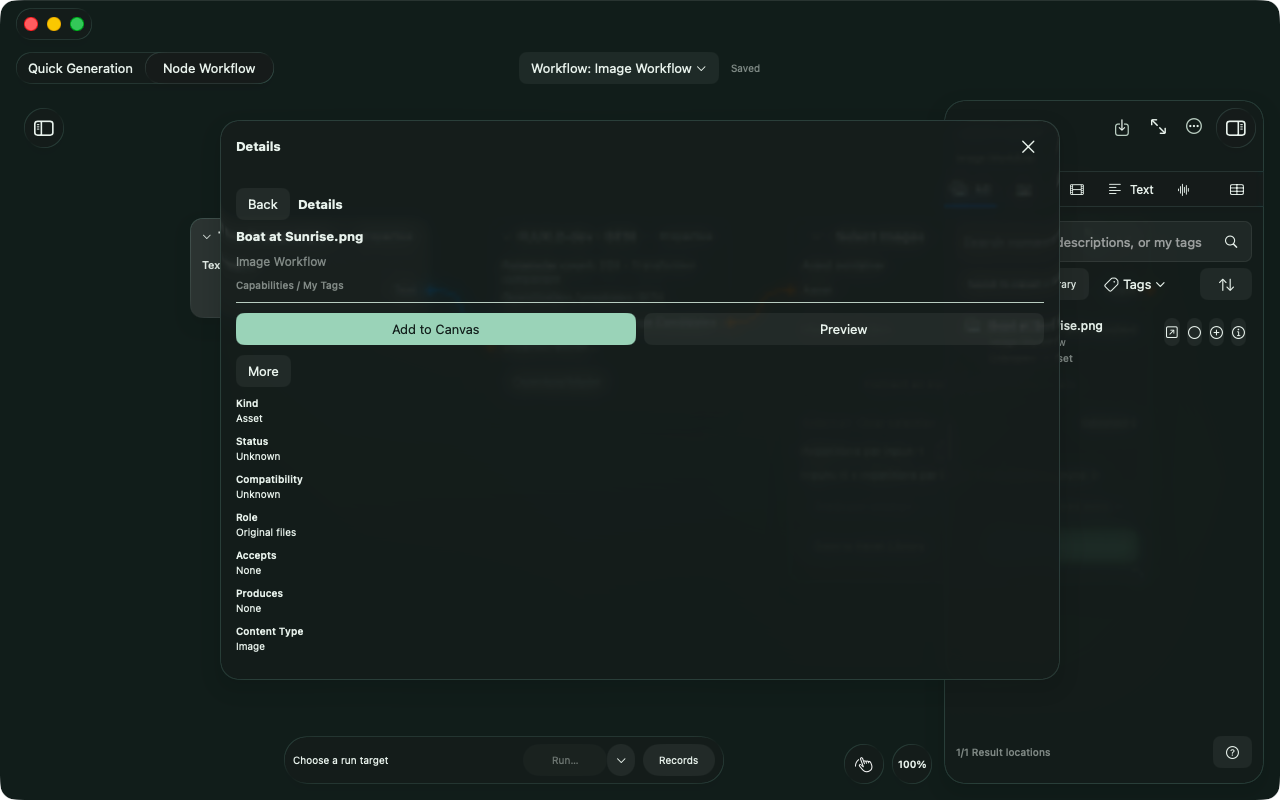 Quick Generation
Node Workflow
Workflow: Image Workflow
Saved
Details
Back
Details
Boat at Sunrise.png
Image Workflow
Capabilities / My Tags
Add to Canvas
Preview
More
Kind
Asset
Status
Unknown
Compatibility
Unknown
Role
Original files
Accepts
None
Produces
None
Content Type
Image
Text
descriptions, or my tags
Tags
1/1 Result locations
Choose a run target
Run...
Records
100%